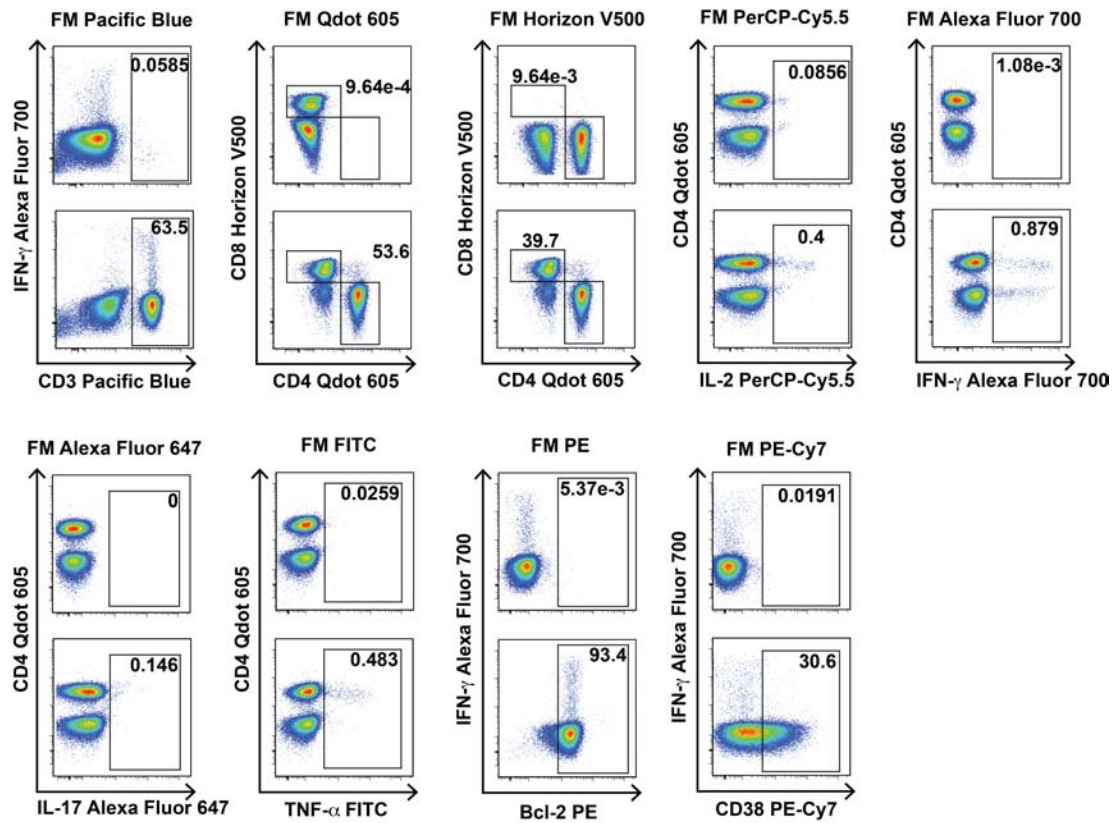 FM Pacific Blue
FM Qdot 605
FM Horizon V500
FM PerCP-Cy5.5
FM Alexa Fluor 700
0.0585
9.64e-4
9.64e-3
0.0856
1.08e-3
63.5
53.6
39.7
0.4
0.879
IFN-γ Alexa Fluor 700
CD8 Horizon V500
CD8 Horizon V500
CD4 Qdot 605
CD4 Qdot 605
CD3 Pacific Blue
CD4 Qdot 605
CD4 Qdot 605
IL-2 PerCP-Cy5.5
IFN-γ Alexa Fluor 700
FM Alexa Fluor 647
FM FITC
FM PE
FM PE-Cy7
0
0.0259
5.37e-3
0.0191
0.146
0.483
93.4
30.6
CD4 Qdot 605
CD4 Qdot 605
IFN-γ Alexa Fluor 700
IFN-γ Alexa Fluor 700
IL-17 Alexa Fluor 647
TNF-α FITC
Bcl-2 PE
CD38 PE-Cy7